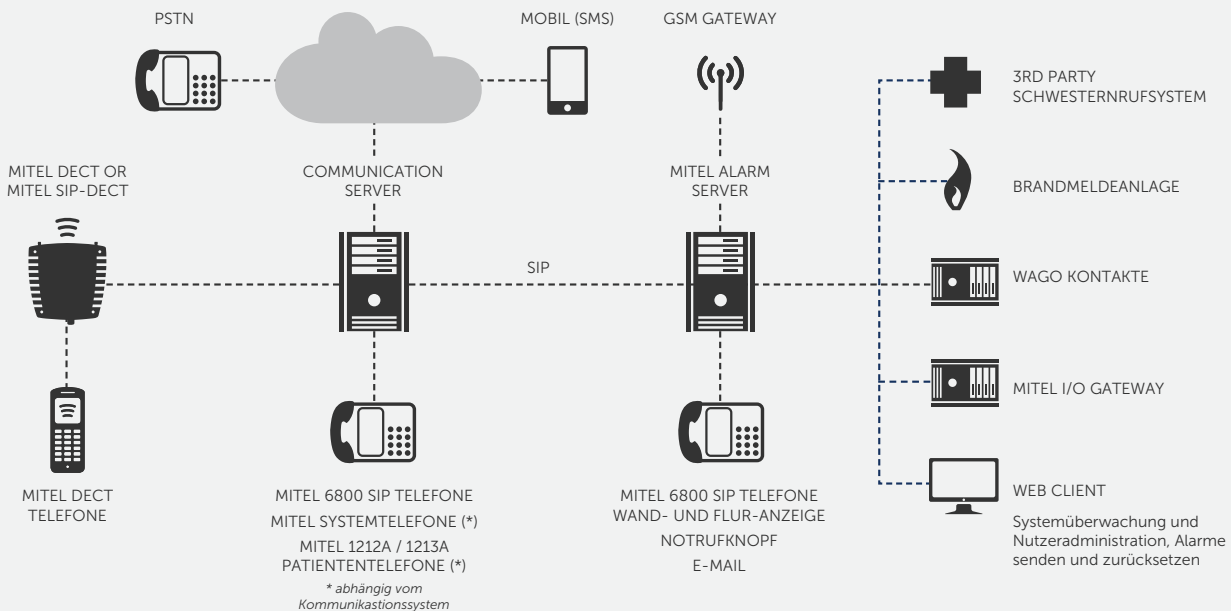 PSTN
MOBIL (SMS)
GSM GATEWAY
3RD PARTY
SCHWESTERNRUFSYSTEM
MITEL DECT OR
MITEL SIP-DECT
COMMUNICATION
SERVER
MITEL ALARM
SERVER
BRANDMELDEANLAGE
SIP
WAGO KONTAKTE
MITEL I/O GATEWAY
MITEL DECT
TELEFONE
MITEL 6800 SIP TELEFONE
MITEL SYSTEMTELEFONE (*)
MITEL 1212A / 1213A
PATIENTENTELEFONE (*)
* abhängig vom
Kommunikastionssystem
MITEL 6800 SIP TELEFONE
WAND- UND FLUR-ANZEIGE
NOTRUFKNOPF
E-MAIL
WEB CLIENT
Systemüberwachung und
Nutzeradministration, Alarme
senden und zurücksetzen